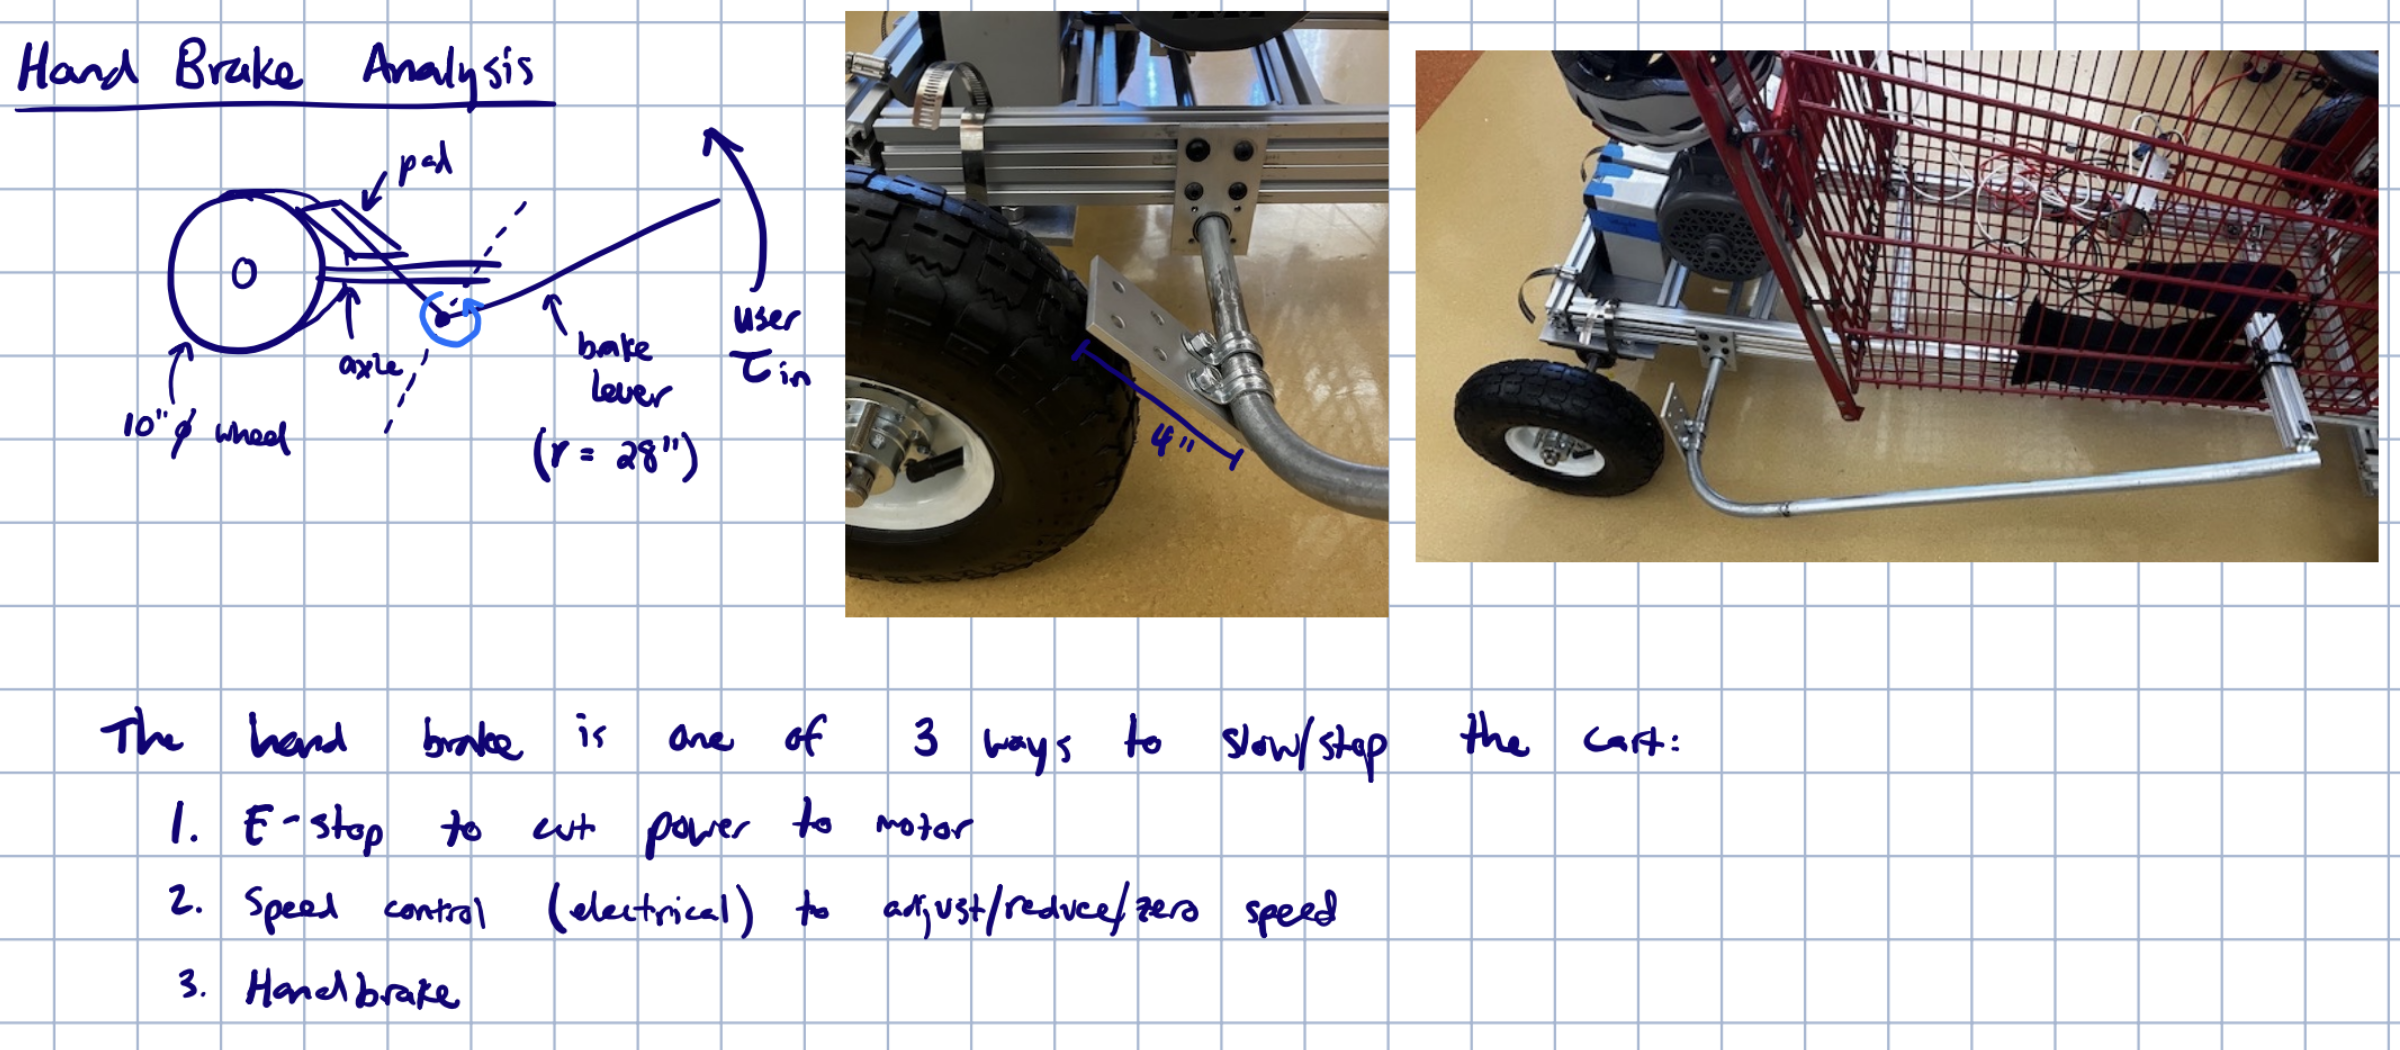 Hand Brake Analysis
pad
user
τin
brake
lever
(r = 28")
axle
10" ø wheel
4"
The hand brake is one of 3 ways to slow/stop the cart:
1. E-stop to cut power to motor
2. Speed control (electrical) to adjust/reduce/zero speed
3. Handbrake